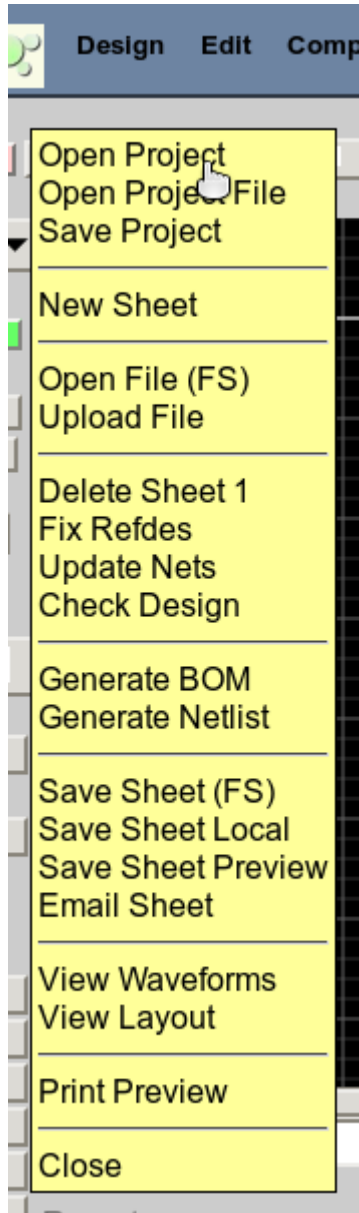 Design Edit Comp
Open Project
Open Project File
Save Project
New Sheet
Open File (FS)
Upload File
Delete Sheet 1
Fix Refdes
Update Nets
Check Design
Generate BOM
Generate Netlist
Save Sheet (FS)
Save Sheet Local
Save Sheet Preview
Email Sheet
View Waveforms
View Layout
Print Preview
Close